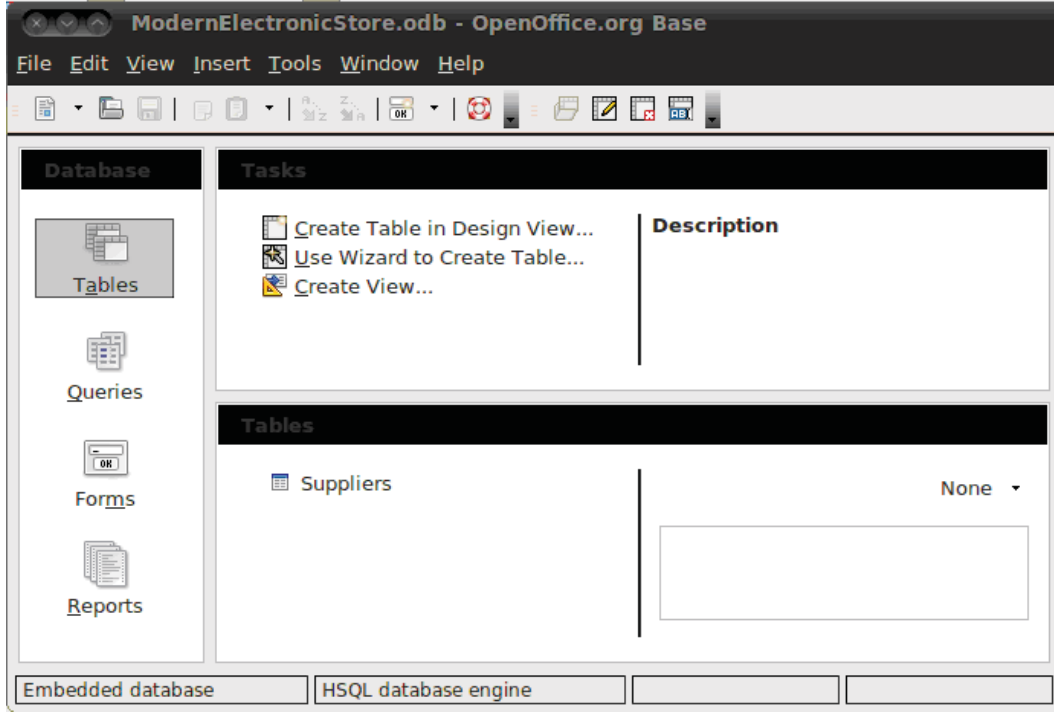 ModernElectronicStore.odb - OpenOffice.org Base
File Edit View Insert Tools Window Help
Database
Tables
Queries
Forms
Reports
Tasks
Create Table in Design View...
Use Wizard to Create Table...
Create View...
Description
Tables
Suppliers
None
Embedded database
HSQL database engine